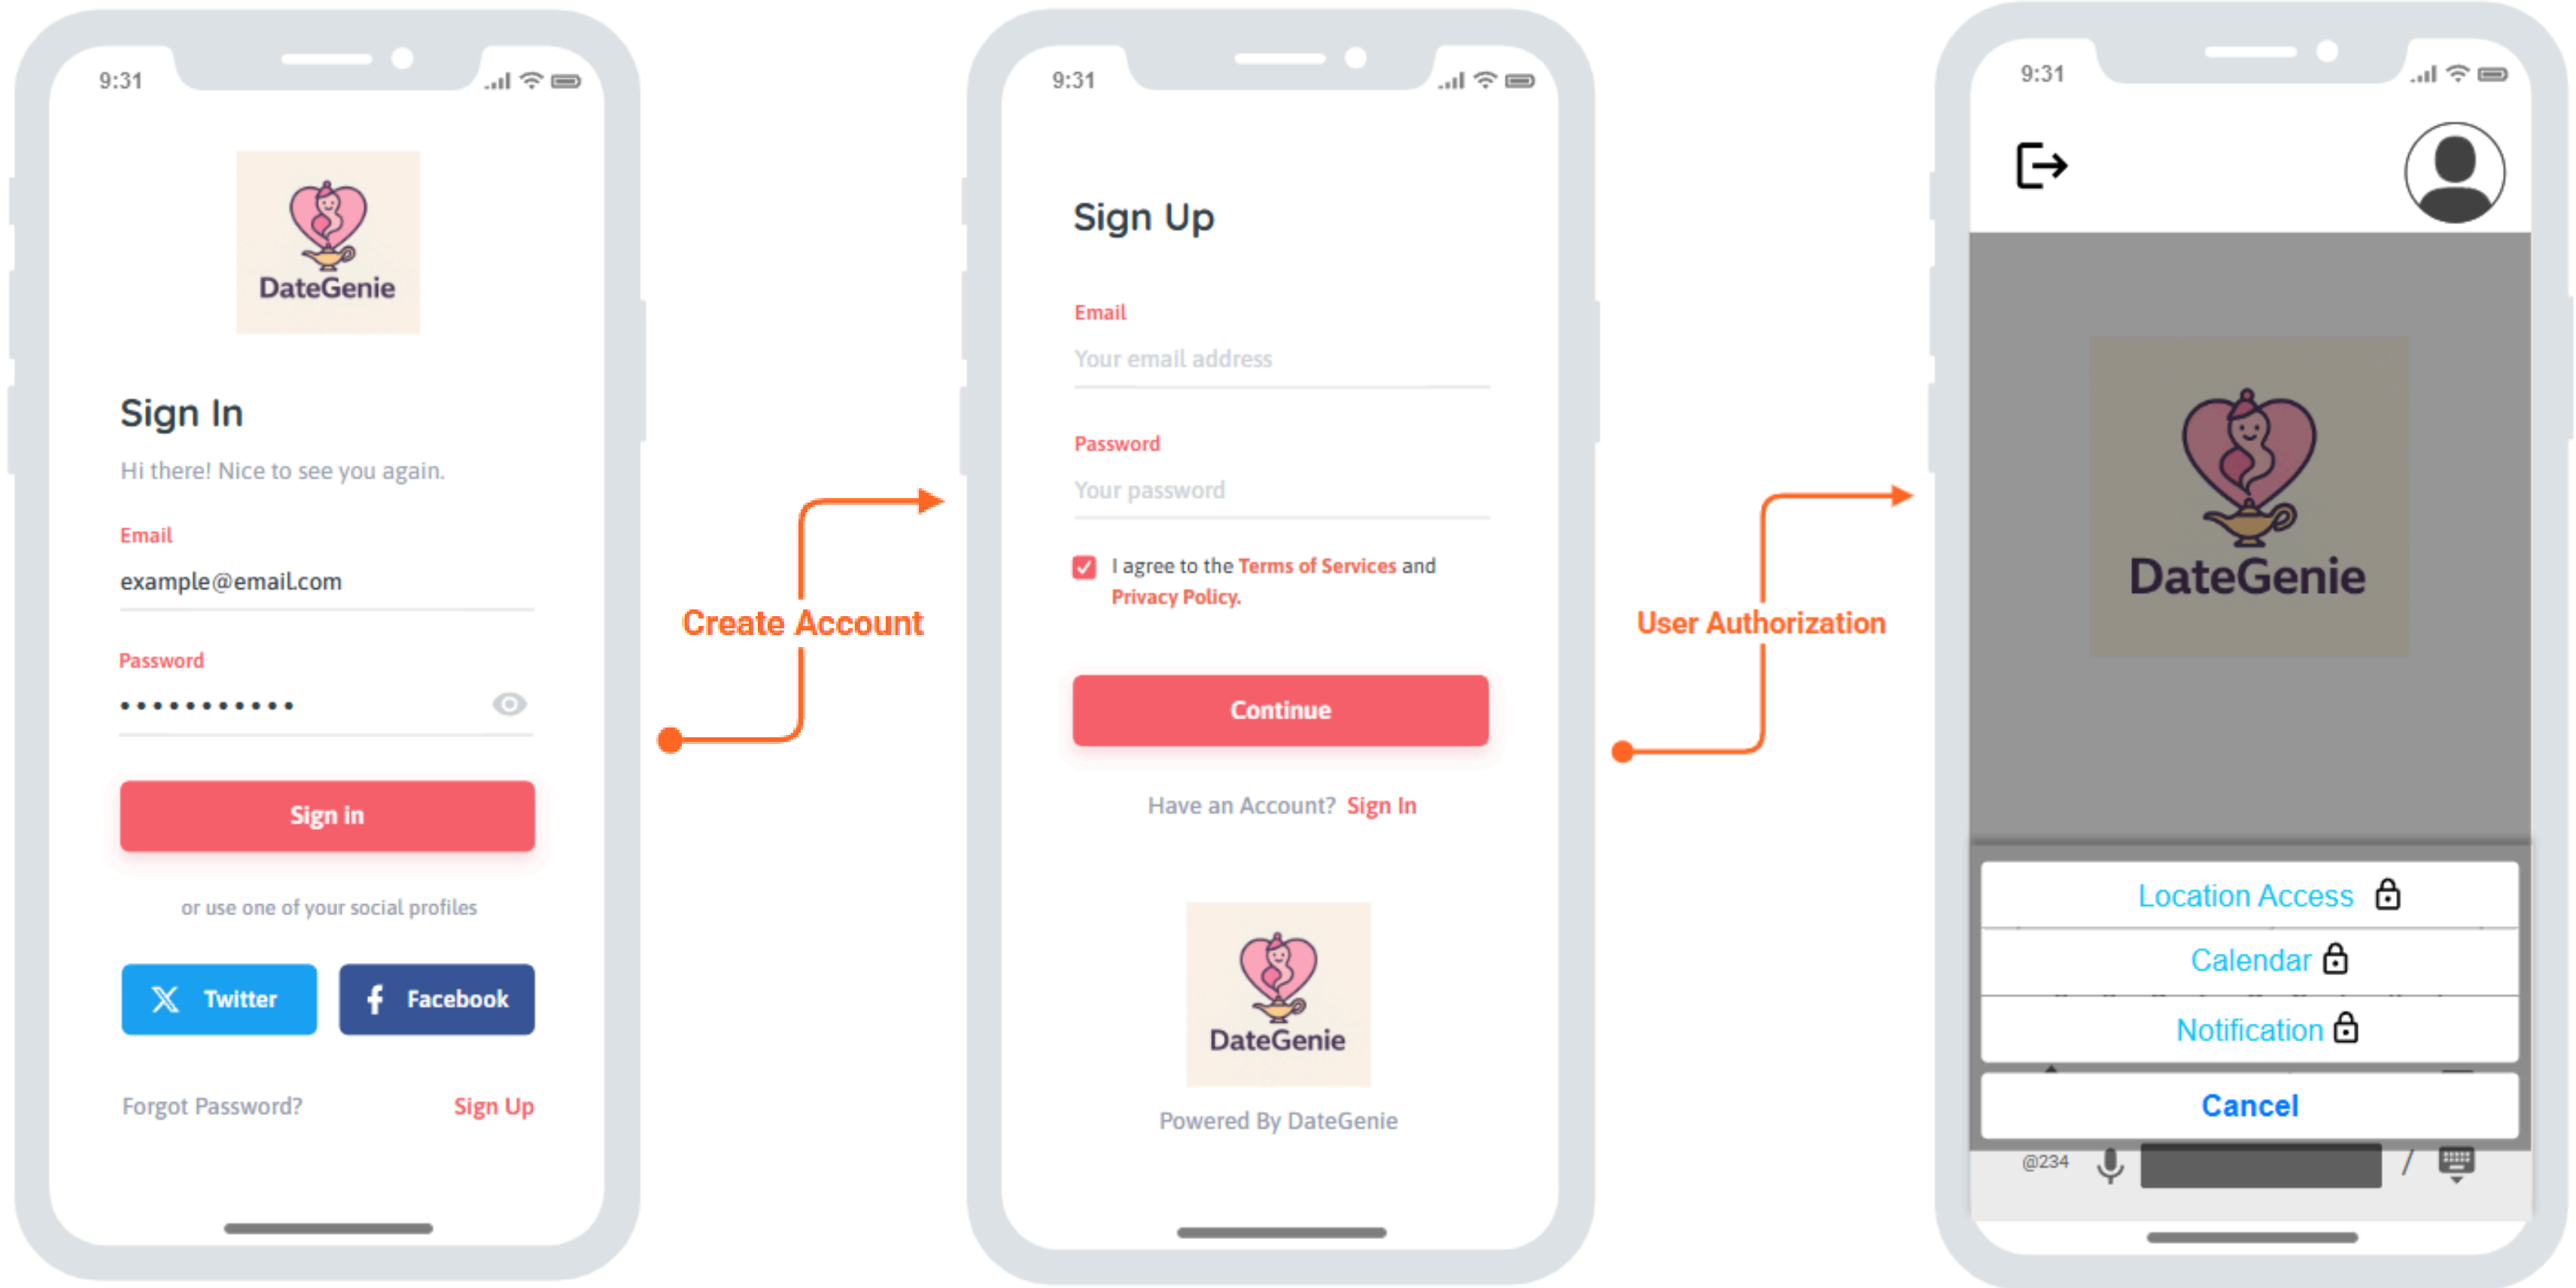 9:31
DateGenie
Sign In
Hi there! Nice to see you again.
Email
example@email.com
Password
Sign in
or use one of your social profiles
Twitter
Facebook
Forgot Password?
Sign Up
Create Account
9:31
Sign Up
Email
Your email address
Password
Your password
I agree to the Terms of Services and
Privacy Policy.
Continue
Have an Account? Sign In
DateGenie
Powered By DateGenie
User Authorization
9:31
DateGenie
Location Access
Calendar
Notification
Cancel
@234 /